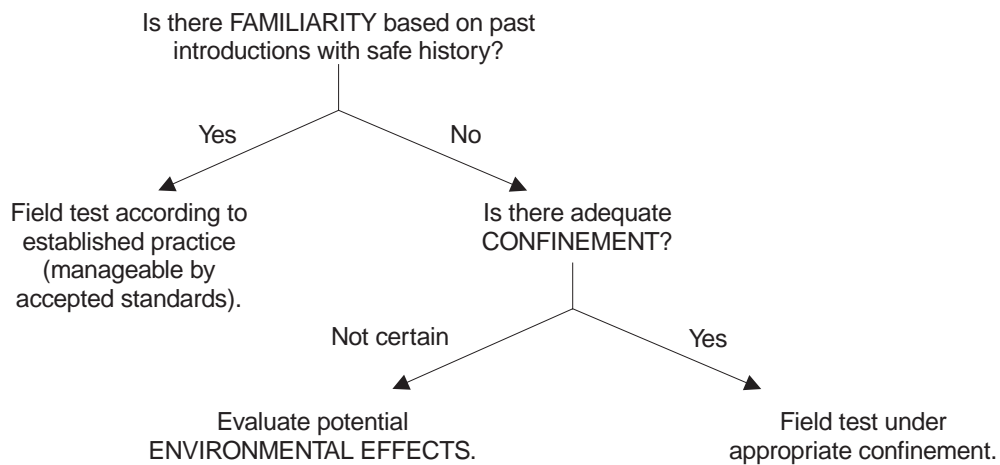 Is there FAMILIARITY based on past
introductions with safe history?
Yes
No
Field test according to
established practice
(manageable by
accepted standards).
Is there adequate
CONFINEMENT?
Not certain
Yes
Evaluate potential
ENVIRONMENTAL EFFECTS.
Field test under
appropriate confinement.